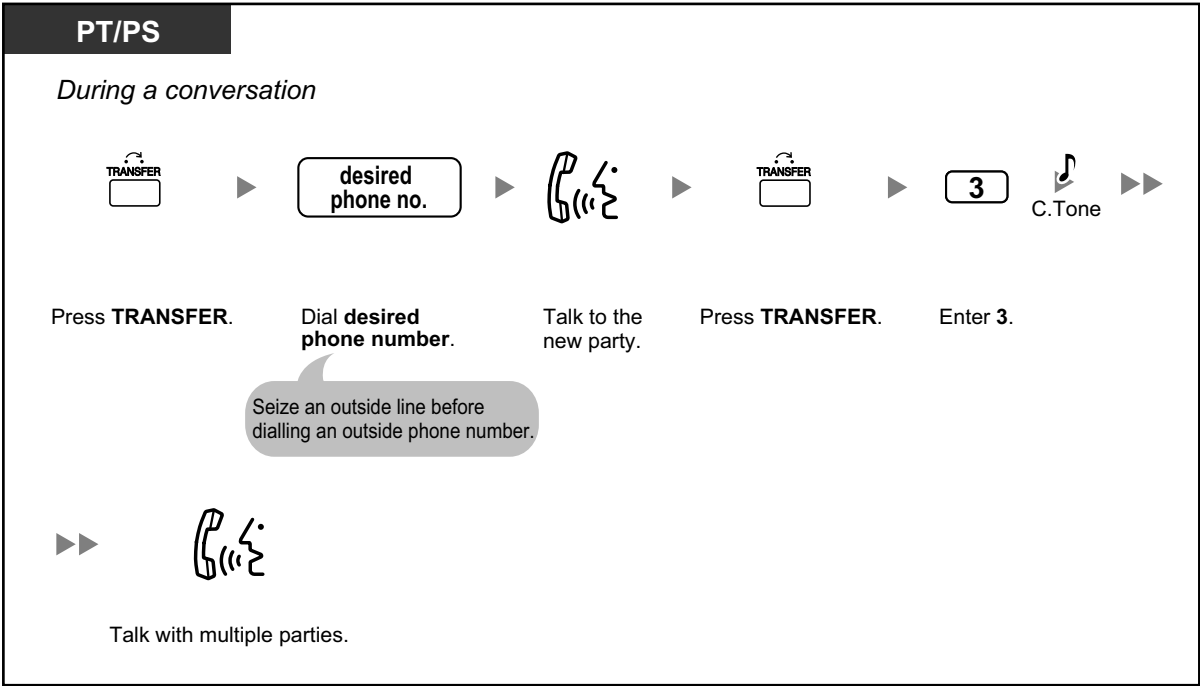 PT/PS
During a conversation
TRANSFER
desired
phone no.
TRANSFER
3
C.Tone
Press TRANSFER.
Dial desired
phone number.
Talk to the
new party.
Press TRANSFER.
Enter 3.
Seize an outside line before
dialling an outside phone number.
Talk with multiple parties.